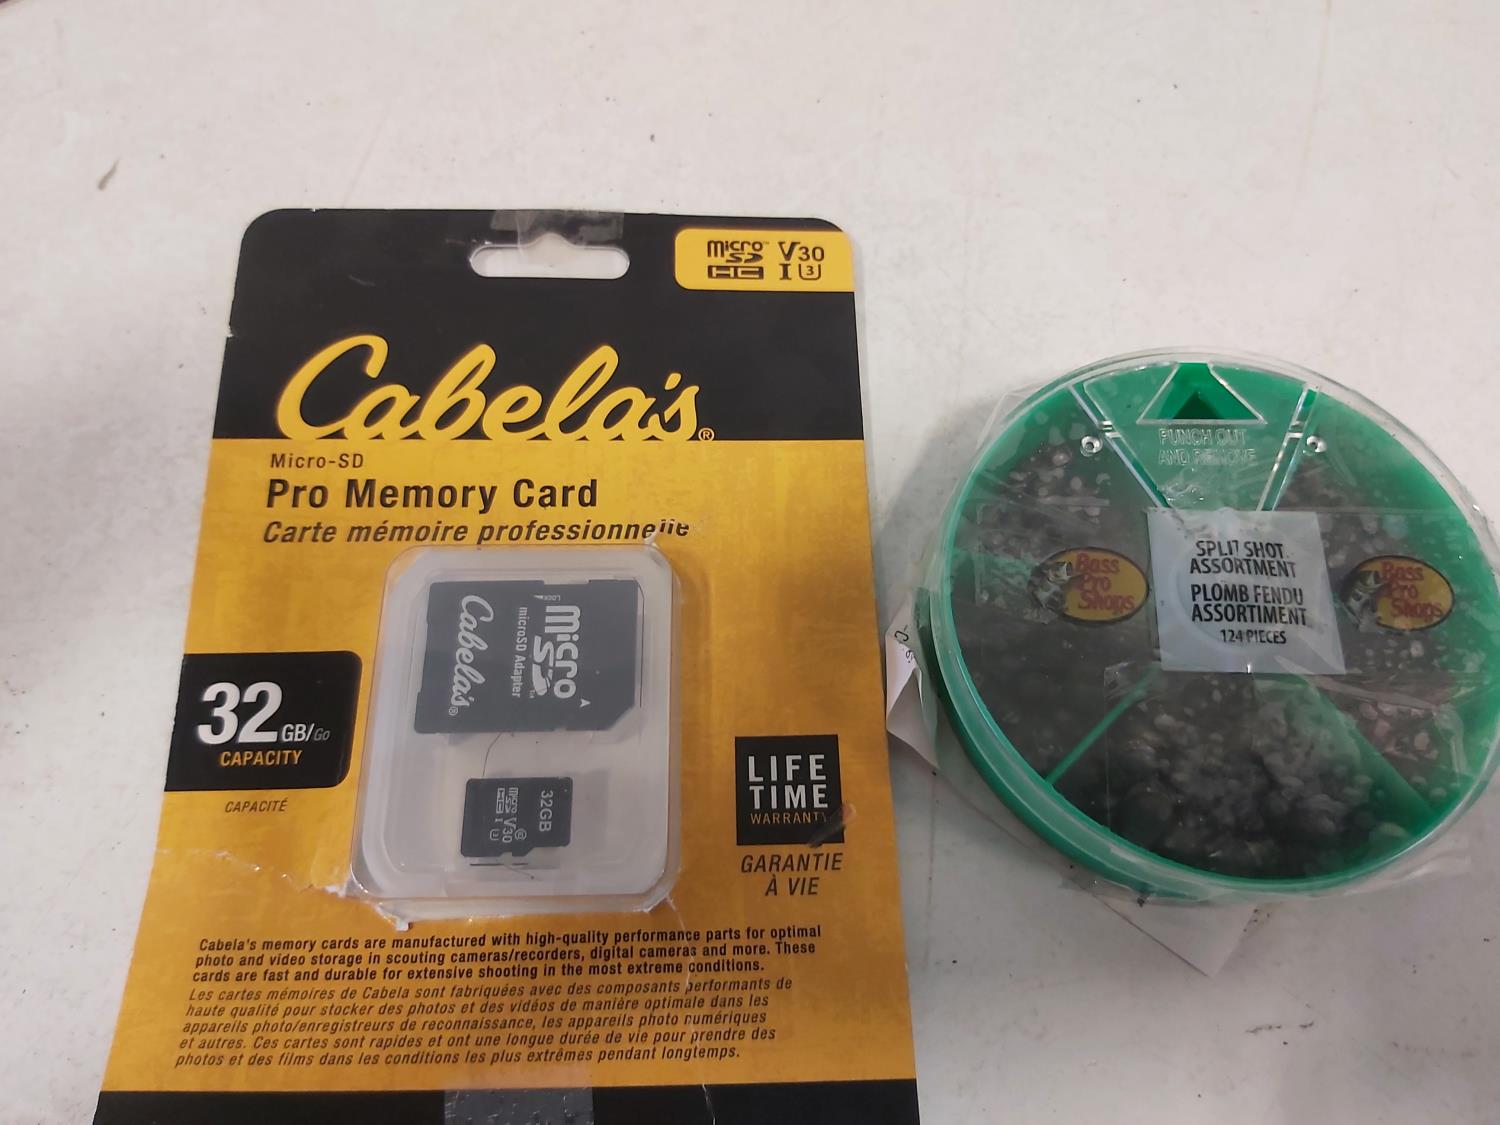 micro SD HC V30 I U3
Cabela's®
Micro-SD
Pro Memory Card
Carte mémoire professionnelle
LOCK
micro SD
microSD Adapter
Cabela's®
32 GB/Go
CAPACITY
CAPACITÉ
32GB
micro SD HC V30 I U3
LIFE
TIME
WARRANTY
GARANTIE
À VIE
Cabela's memory cards are manufactured with high-quality performance parts for optimal
photo and video storage in scouting cameras/recorders, digital cameras and more. These
cards are fast and durable for extensive shooting in the most extreme conditions.
Les cartes mémoires de Cabela sont fabriquées avec des composants performants de
haute qualité pour stocker des photos et des vidéos de manière optimale dans les
appareils photo/enregistreurs de reconnaissance, les appareils photo numériques
et autres. Ces cartes sont rapides et ont une longue durée de vie pour prendre des
photos et des films dans les conditions les plus extrêmes pendant longtemps.
PUNCH OUT
AND REMOVE
SPLIT SHOT
ASSORTMENT
PLOMB FENDU
ASSORTIMENT
124 PIECES
Bass
Pro
Shops
Bass
Pro
Shops